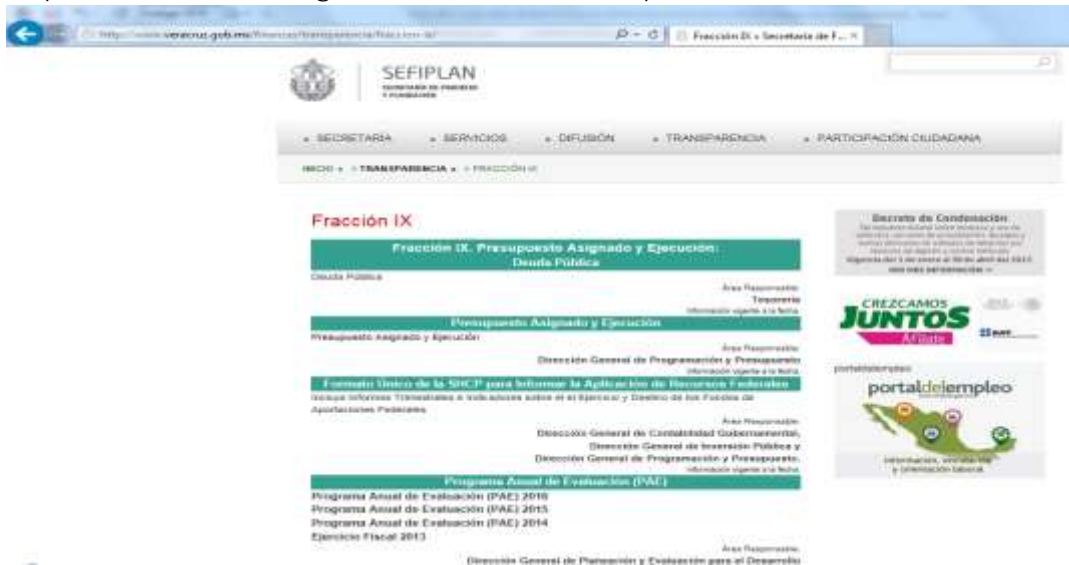 http://www.veracruz.gob.mx/finanzas/transparencia/fraccion-ix/
Fracción IX « Secretaría de F...
SEFIPLAN
SECRETARÍA DE FINANZAS
Y PLANEACIÓN
SECRETARÍA SERVICIOS DIFUSIÓN TRANSPARENCIA PARTICIPACIÓN CIUDADANA
INICIO » » TRANSPARENCIA » » FRACCIÓN IX
Fracción IX
Fracción IX. Presupuesto Asignado y Ejecución:
Deuda Pública
Deuda Pública
Área Responsable:
Tesorería
Información vigente a la fecha.
Presupuesto Asignado y Ejecución
Presupuesto Asignado y Ejecución
Área Responsable:
Dirección General de Programación y Presupuesto
Información vigente a la fecha.
Formato Único de la SHCP para Informar la Aplicación de Recursos Federales
Incluye Informes Trimestrales e Indicadores sobre el el Ejercicio y Destino de los Fondos de
Aportaciones Federales
Área Responsable:
Dirección General de Contabilidad Gubernamental,
Dirección General de Inversión Pública y
Dirección General de Programación y Presupuesto.
Información vigente a la fecha.
Programa Anual de Evaluación (PAE)
Programa Anual de Evaluación (PAE) 2016
Programa Anual de Evaluación (PAE) 2015
Programa Anual de Evaluación (PAE) 2014
Ejercicio Fiscal 2013
Área Responsable:
Dirección General de Planeación y Evaluación para el Desarrollo
Decreto de Condonación
CREZCAMOS
JUNTOS
Afíliate
portaldelempleo
portaldelempleo
información, vinculación
y orientación laboral